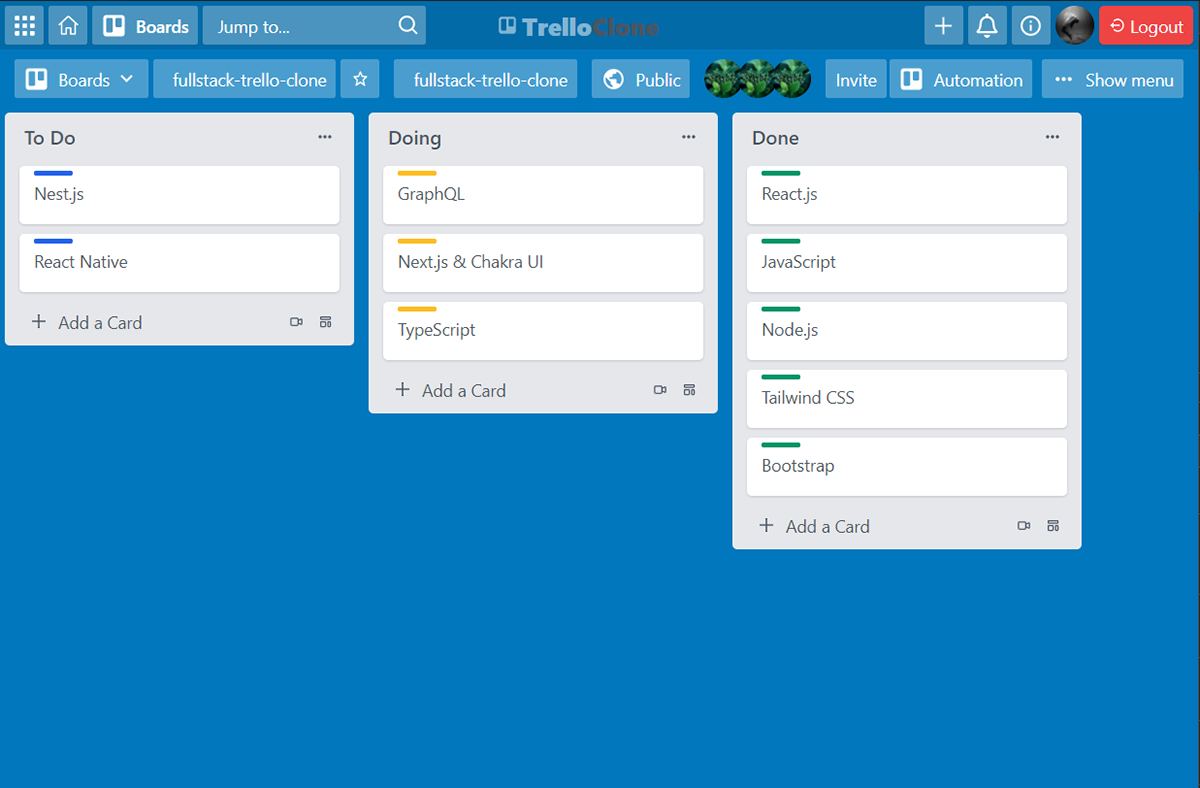 Boards
Jump to...
TrelloClone
Logout
Boards
fullstack-trello-clone
fullstack-trello-clone
Public
Invite
Automation
Show menu
To Do
Nest.js
React Native
Add a Card
Doing
GraphQL
Next.js & Chakra UI
TypeScript
Add a Card
Done
React.js
JavaScript
Node.js
Tailwind CSS
Bootstrap
Add a Card